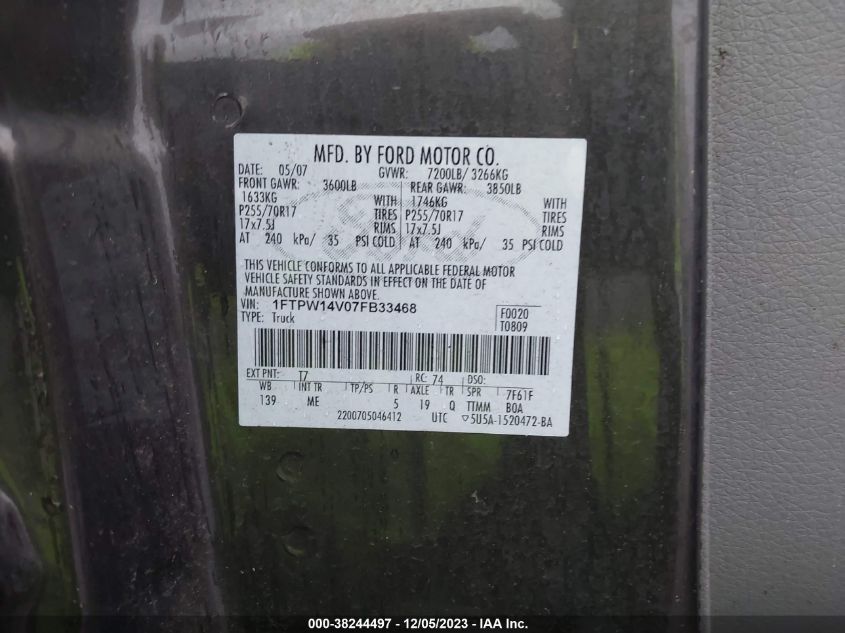 MFD. BY FORD MOTOR CO.
DATE: 05/07 GVWR: 7200LB/ 3266KG
FRONT GAWR: 3600LB REAR GAWR: 3850LB
1633KG WITH 1746KG WITH
P255/70R17 TIRES P255/70R17 TIRES
17x7.5J RIMS 17x7.5J RIMS
AT 240 kPa/ 35 PSI COLD AT 240 kPa/ 35 PSI COLD
THIS VEHICLE CONFORMS TO ALL APPLICABLE FEDERAL MOTOR
VEHICLE SAFETY STANDARDS IN EFFECT ON THE DATE OF
MANUFACTURE SHOWN ABOVE.
VIN: 1FTPW14V07FB33468 F0020
TYPE: Truck T0809
EXT PNT: T7 RC: 74 DSO:
WB INT TR TP/PS R AXLE TR SPR 7F61F
139 ME 5 19 Q TTMM BOA
2200705046412 UTC ▽5U5A-1520472-BA
000-38244497 - 12/05/2023 - IAA Inc.